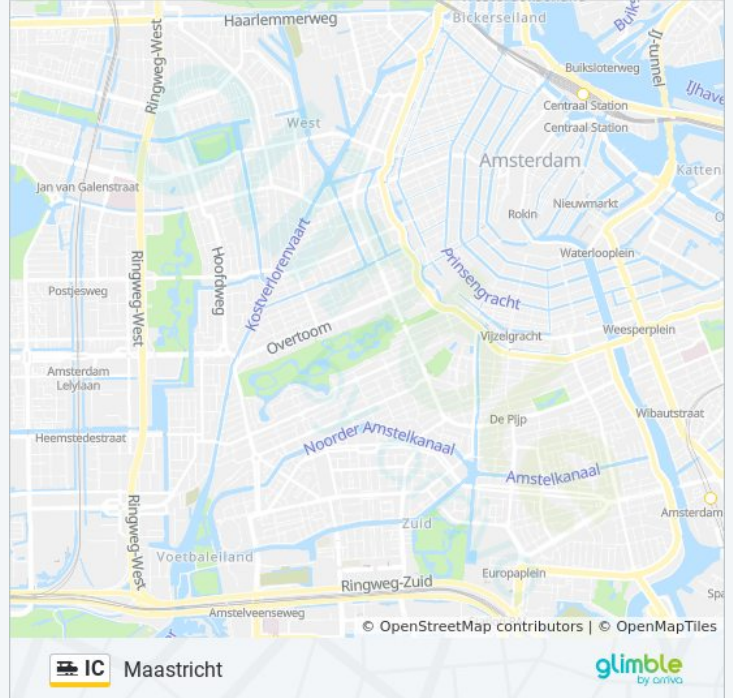 Haarlemmerweg
Bickerseiland
Buiks
IJ-tunnel
Ringweg-West
Buiksloterweg
IJhave
Centraal Station
West
Centraal Station
Amsterdam
Katten
Jan van Galenstraat
Nieuwmarkt
Rokin
O
Kostverlorenvaart
Waterlooplein
Hoofdweg
Ringweg-West
Prinsengracht
Postjesweg
Overtoom
Vijzelgracht
Weesperplein
Amsterdam
Lelylaan
De Pijp
Wibautstraat
Heemstedestraat
Noorder Amstelkanaal
Amstelkanaal
Ringweg-West
Amsterdam
Zuid
Voetbaleiland
Europaplein
Ringweg-Zuid
Spa
Amstelveenseweg
er
© OpenStreetMap contributors | © OpenMapTiles
IC Maastricht
glimble
by arriva